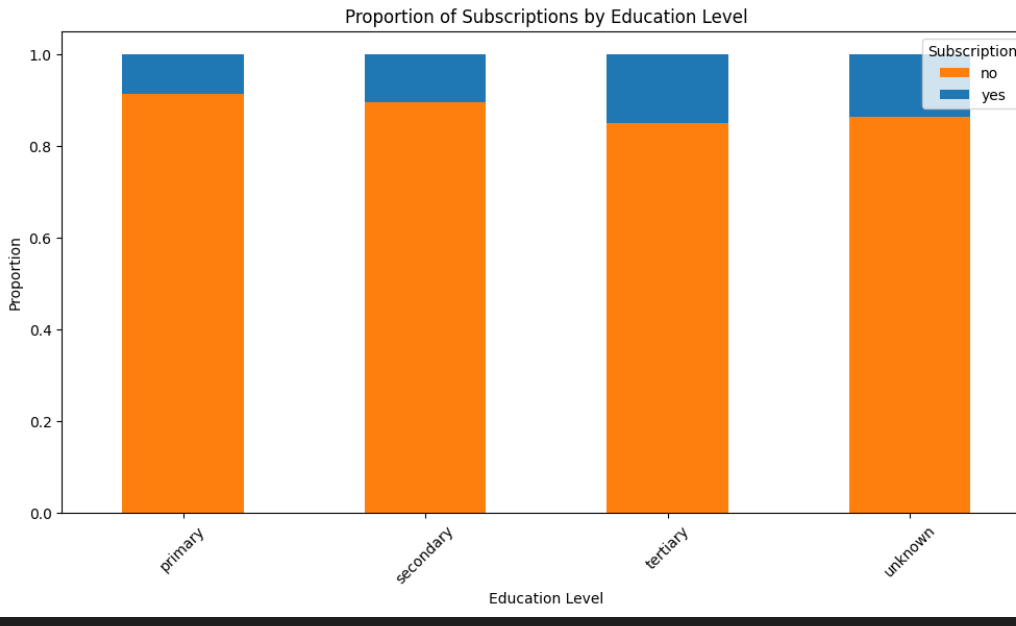 Proportion of Subscriptions by Education Level
Subscription
no
yes
1.0
0.8
0.6
0.4
0.2
0.0
Proportion
primary
secondary
tertiary
unknown
Education Level